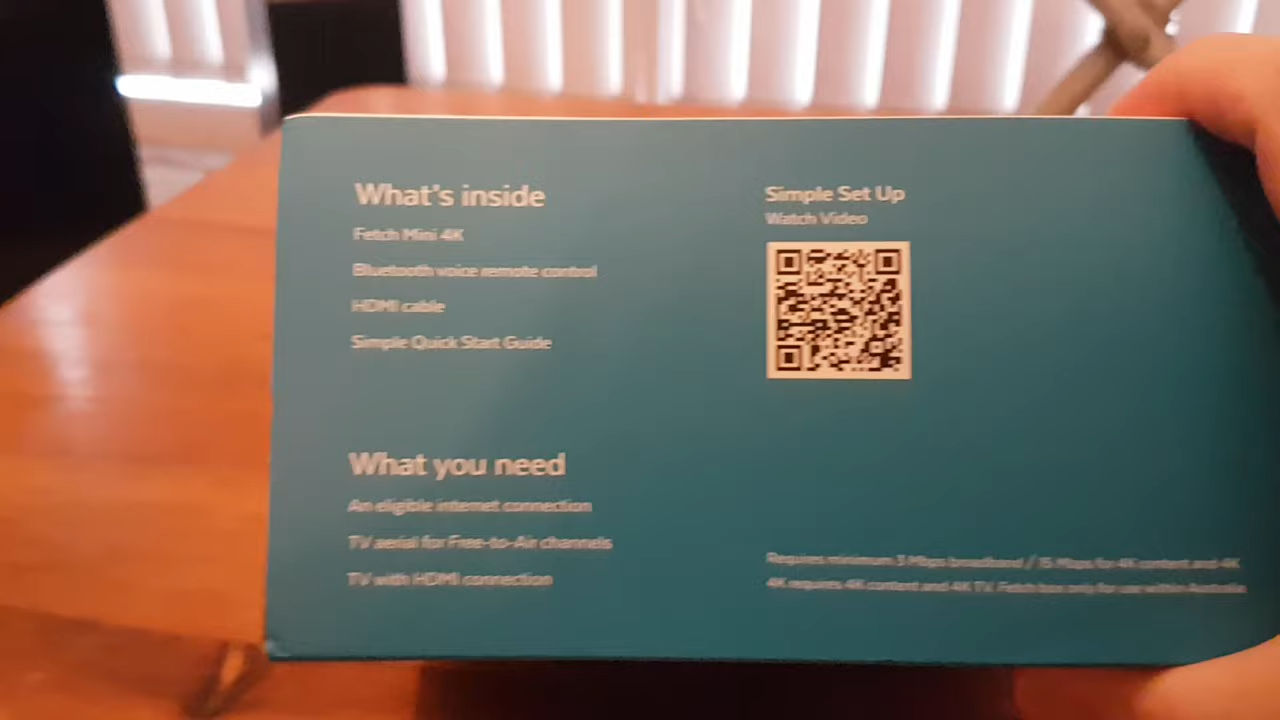 What's inside
Fetch Mini 4K
Bluetooth voice remote control
HDMI cable
Simple Quick Start Guide
What you need
An eligible internet connection
TV aerial for Free-to-Air channels
TV with HDMI connection
Simple Set Up
Watch Video
Requires minimum 3 Mbps broadband / 15 Mbps for 4K content and 4K
4K requires 4K content and 4K TV. Fetch box only for use within Australia